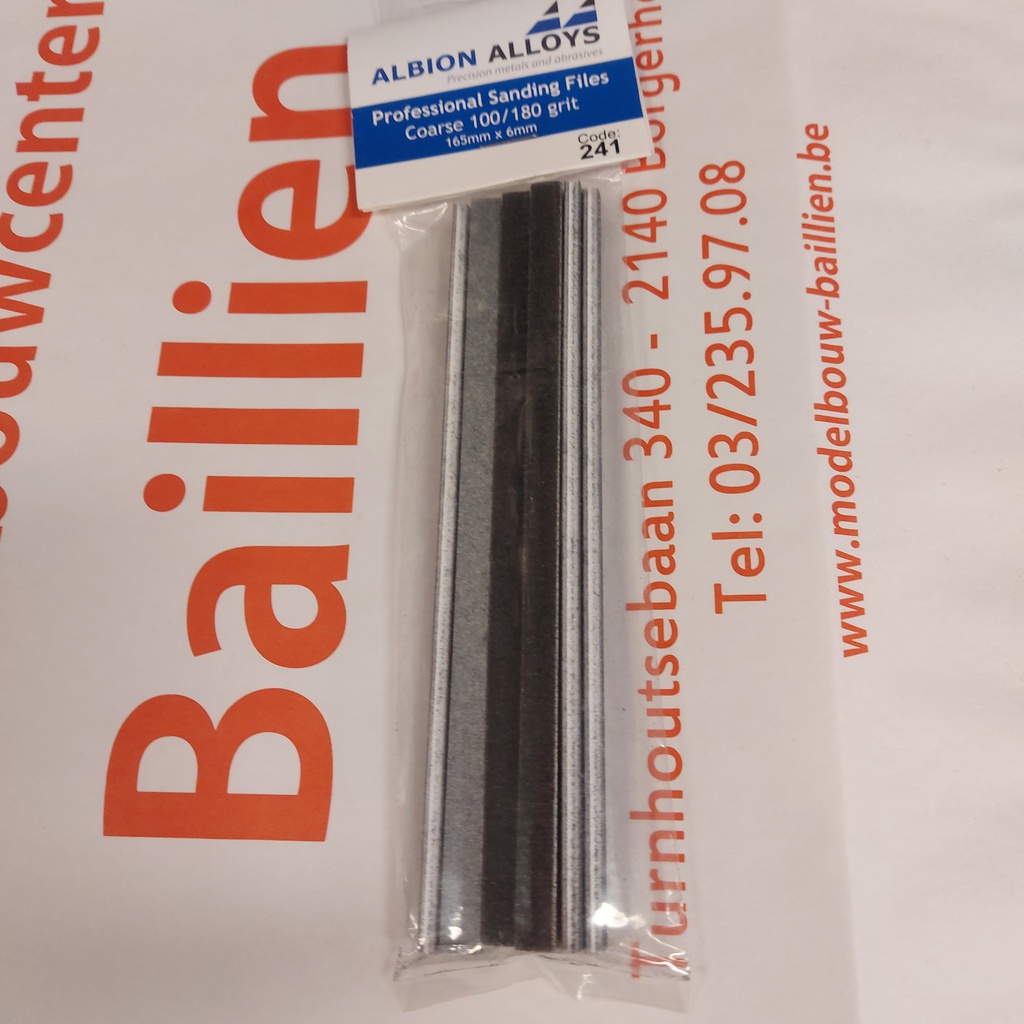 ALBION ALLOYS
Precision metals and abrasives
Professional Sanding Files
Coarse 100/180 grit
165mm x 6mm
Code:
241
Baillien
Turnhoutsebaan 340 - 2140
Tel: 03/235.97.08
www.modelbouw-baillien.be